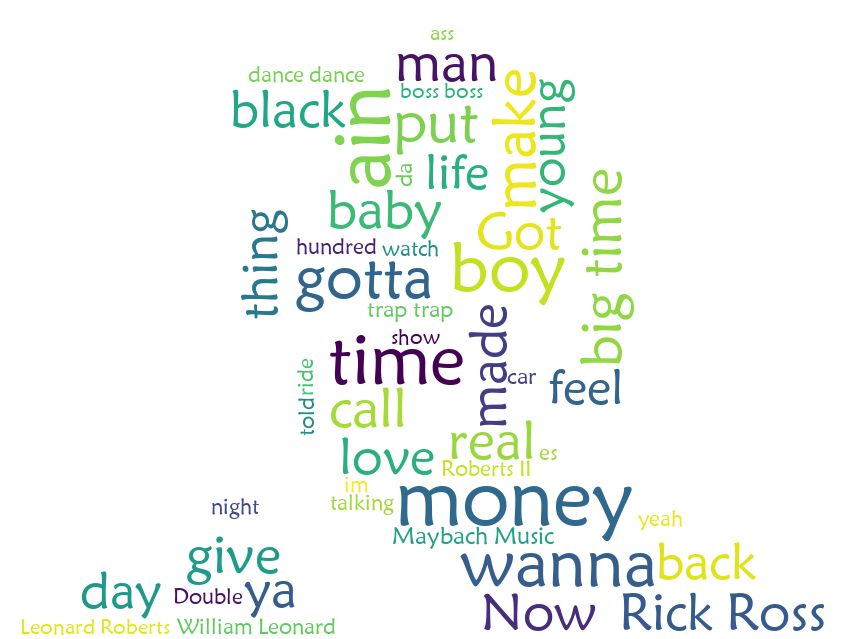 ass
man
dance dance
boss boss
black
ain
put
make
young
da
life
baby
Got
big time
thing
hundred
watch
gotta
boy
trap trap
show
time
made
car
feel
ride
told
call
real
love
es
Roberts II
im
talking
money
night
yeah
Maybach Music
give
wanna
back
day
Double
ya
Now
Rick Ross
Leonard Roberts
William Leonard